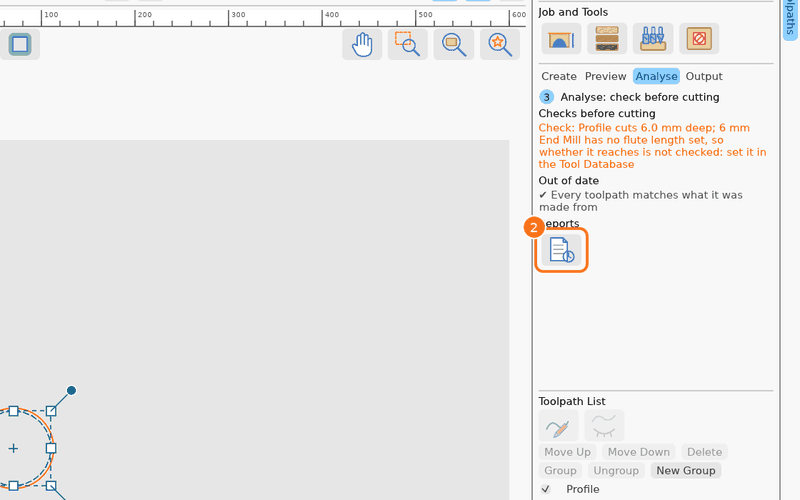 100
200
300
400
500
600
Job and Tools
Create Preview Analyse Output
3 Analyse: check before cutting
Checks before cutting
Check: Profile cuts 6.0 mm deep; 6 mm
End Mill has no flute length set, so
whether it reaches is not checked: set it in
the Tool Database
Out of date
✔ Every toolpath matches what it was
made from
2
eports
Toolpath List
Move Up Move Down Delete
Group Ungroup New Group
Profile
lpaths